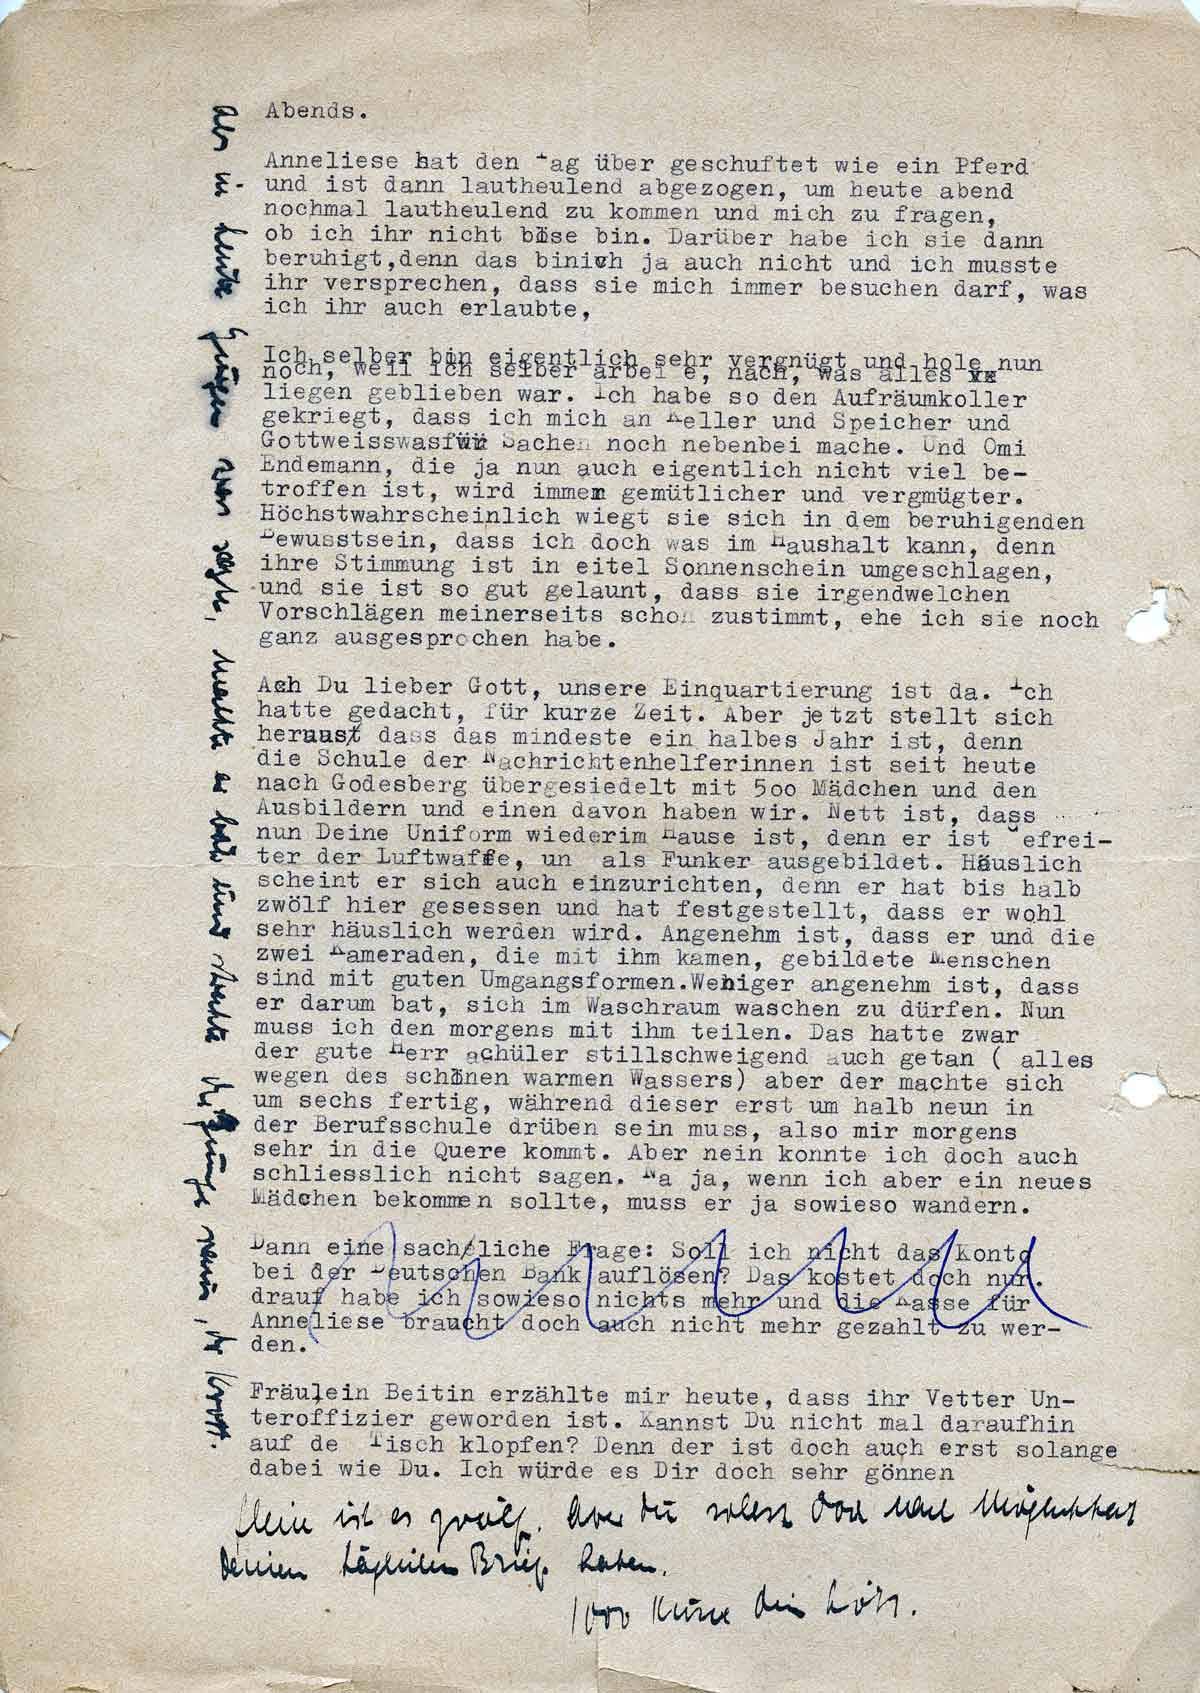 Abends.
Anneliese hat den Tag über geschuftet wie ein Pferd
und ist dann lautheulend abgezogen, um heute abend
nochmal lautheulend zu kommen und mich zu fragen,
ob ich ihr nicht böse bin. Darüber habe ich sie dann
beruhigt,denn das binich ja auch nicht und ich musste
ihr versprechen, dass sie mich immer besuchen darf, was
ich ihr auch erlaubte,
Ich selber bin eigentlich sehr vergnügt und hole nun
noch, weil ich selber arbei e, nach, was alles
liegen geblieben war. Ich habe so den Aufräumkoller
gekriegt, dass ich mich an Keller und Speicher und
Gottweisswasfür Sachen noch nebenbei mache. Und Omi
Endemann, die ja nun auch eigentlich nicht viel be-
troffen ist, wird immer gemütlicher und vergmügter.
Höchstwahrscheinlich wiegt sie sich in dem beruhigenden
Bewusstsein, dass ich doch was im Haushalt kann, denn
ihre Stimmung ist in eitel Sonnenschein umgeschlagen,
und sie ist so gut gelaunt, dass sie irgendwelchen
Vorschlägen meinerseits schon zustimmt, ehe ich sie noch
ganz ausgesprochen habe.
Ach Du lieber Gott, unsere Einquartierung ist da. Ich
hatte gedacht, für kurze Zeit. Aber jetzt stellt sich
heraus, dass das mindeste ein halbes Jahr ist, denn
die Schule der Nachrichtenhelferinnen ist seit heute
nach Godesberg übergesiedelt mit 500 Mädchen und den
Ausbildern und einen davon haben wir. Nett ist, dass
nun Deine Uniform wiederim Hause ist, denn er ist Gefrei-
ter der Luftwaffe, un als Funker ausgebildet. Häuslich
scheint er sich auch einzurichten, denn er hat bis halb
zwölf hier gesessen und hat festgestellt, dass er wohl
sehr häuslich werden wird. Angenehm ist, dass er und die
zwei Kameraden, die mit ihm kamen, gebildete Menschen
sind mit guten Umgangsformen.Weniger angenehm ist, dass
er darum bat, sich im Waschraum waschen zu dürfen. Nun
muss ich den morgens mit ihm teilen. Das hatte zwar
der gute Herr Schüler stillschweigend auch getan ( alles
wegen des schönen warmen Wassers) aber der machte sich
um sechs fertig, während dieser erst um halb neun in
der Berufsschule drüben sein muss, also mir morgens
sehr in die Quere kommt. Aber nein konnte ich doch auch
schliesslich nicht sagen. Na ja, wenn ich aber ein neues
Mädchen bekommen sollte, muss er ja sowieso wandern.
Dann eine sachliche Frage: Soll ich nicht das Konto
bei der Deutschen Bank auflösen? Das kostet doch nur.
drauf habe ich sowieso nichts mehr und die Kasse für
Anneliese braucht doch auch nicht mehr gezahlt zu wer-
den.
Fräulein Beitin erzählte mir heute, dass ihr Vetter Un-
teroffizier geworden ist. Kannst Du nicht mal daraufhin
auf de Tisch klopfen? Denn der ist doch auch erst solange
dabei wie Du. Ich würde es Dir doch sehr gönnen
ist es zwölf. Aber Du sollst doch nach Möglichkeit
Deinen täglichen Brief haben.
1000 Küsse Dein